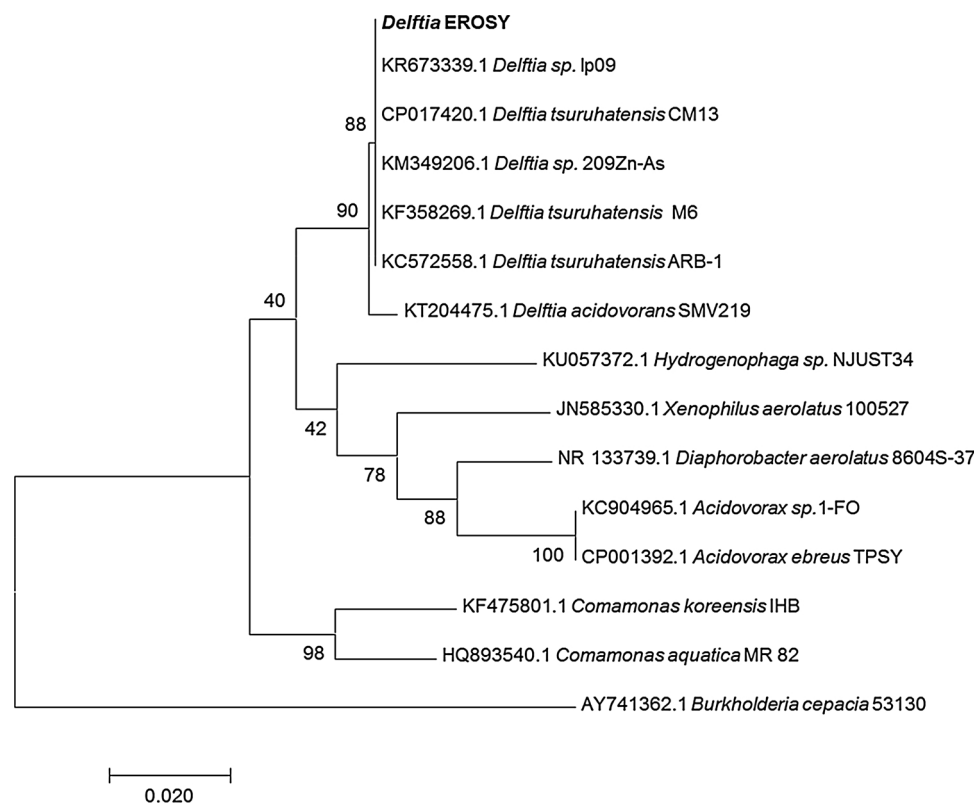 Delftia EROSY
KR673339.1 Delftia sp. lp09
88
CP017420.1 Delftia tsuruhatensis CM13
KM349206.1 Delftia sp. 209Zn-As
90
KF358269.1 Delftia tsuruhatensis M6
KC572558.1 Delftia tsuruhatensis ARB-1
40
KT204475.1 Delftia acidovorans SMV219
KU057372.1 Hydrogenophaga sp. NJUST34
JN585330.1 Xenophilus aerolatus 100527
42
NR 133739.1 Diaphorobacter aerolatus 8604S-37
78
KC904965.1 Acidovorax sp.1-FO
88
CP001392.1 Acidovorax ebreus TPSY
100
KF475801.1 Comamonas koreensis IHB
98
HQ893540.1 Comamonas aquatica MR 82
AY741362.1 Burkholderia cepacia 53130
0.020